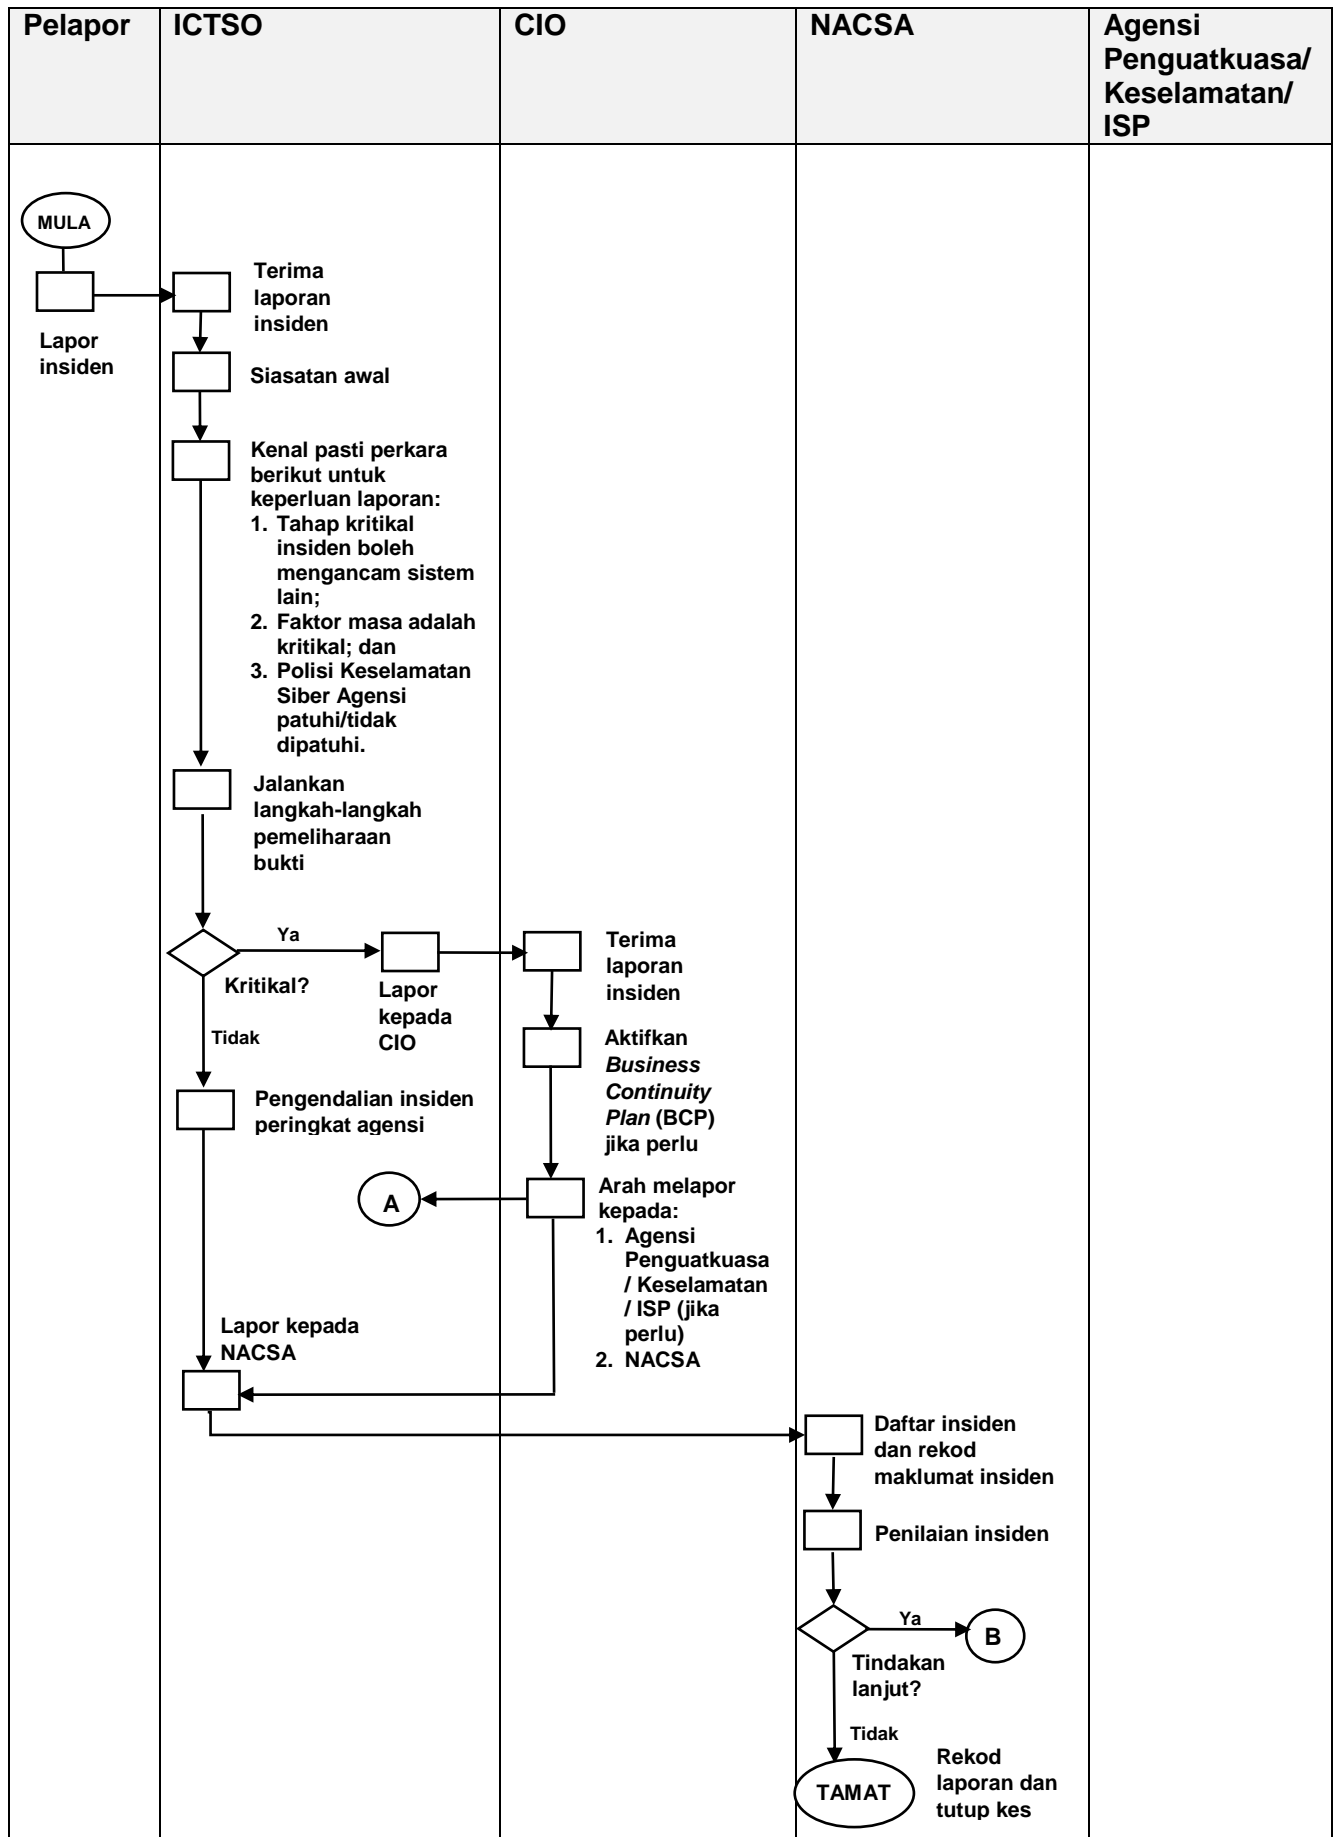 Pelapor
ICTSO
CIO
NACSA
Agensi
Penguatkuasa/
Keselamatan/
ISP
MULA
Lapor
insiden
Terima
laporan
insiden
Siasatan awal
Kenal pasti perkara
berikut untuk
keperluan laporan:
1. Tahap kritikal
insiden boleh
mengancam sistem
lain;
2. Faktor masa adalah
kritikal; dan
3. Polisi Keselamatan
Siber Agensi
patuhi/tidak
dipatuhi.
Jalankan
langkah-langkah
pemeliharaan
bukti
Ya
Kritikal?
Tidak
Lapor
kepada
CIO
Terima
laporan
insiden
Aktifkan
Business
Continuity
Plan (BCP)
jika perlu
Pengendalian insiden
peringkat agensi
A
Arah melapor
kepada:
1. Agensi
Penguatkuasa
/ Keselamatan
/ ISP (jika
perlu)
2. NACSA
Lapor kepada
NACSA
Daftar insiden
dan rekod
maklumat insiden
Penilaian insiden
Ya
B
Tindakan
lanjut?
Tidak
TAMAT
Rekod
laporan dan
tutup kes